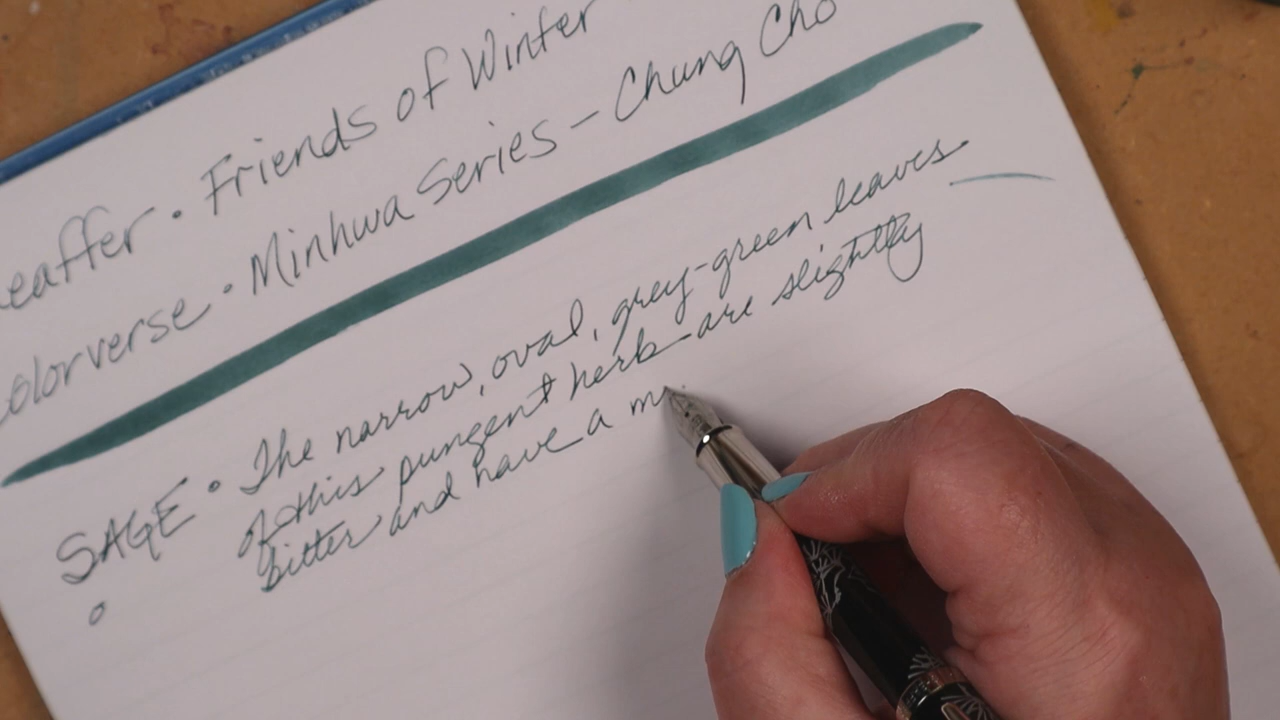 eaffer • Friends of Winter
olorverse • Minhwa Series - Chung Cho
SAGE • The narrow, oval, grey-green leaves
of this pungent herb are slightly
bitter and have a m